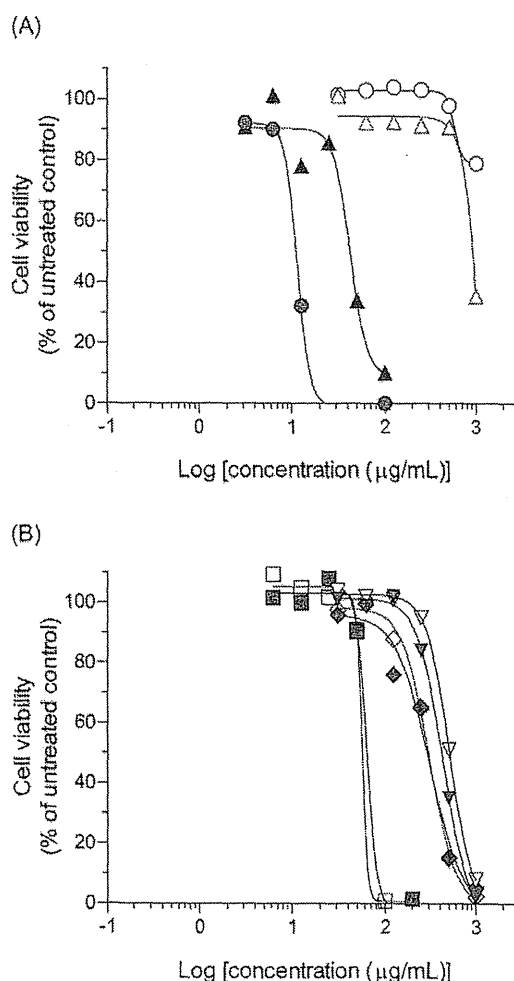 (A)
Cell viability
(% of untreated control)
100
80
60
40
20
0
-1
0
1
2
3
Log [concentration (μg/mL)]
(B)
Cell viability
(% of untreated control)
100
80
60
40
20
0
-1
0
1
2
3
Log [concentration (μg/mL)]